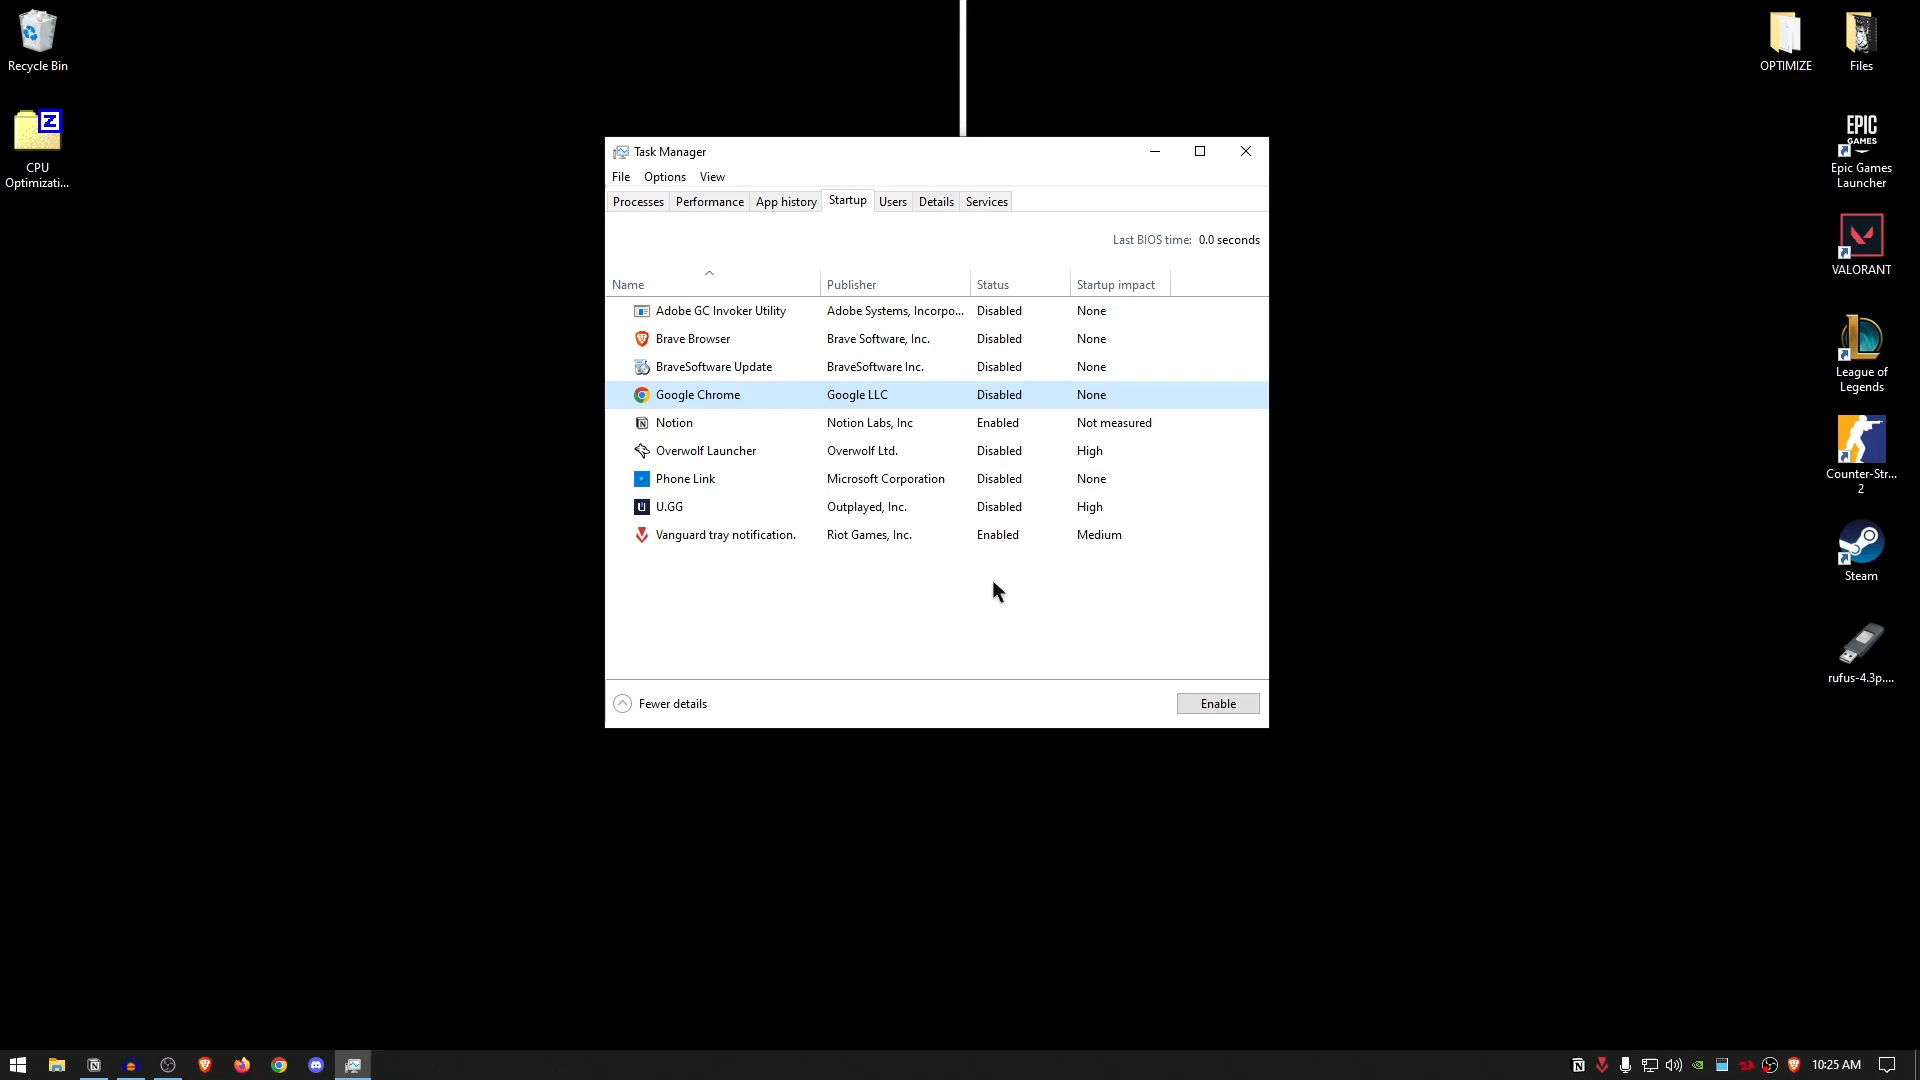 Recycle Bin
CPU
Optimizati...
OPTIMIZE
Files
EPIC
GAMES
Epic Games
Launcher
VALORANT
League of
Legends
Counter-Str...
2
Steam
rufus-4.3p....
Task Manager
File Options View
Processes Performance App history Startup Users Details Services
Last BIOS time: 0.0 seconds
Name Publisher Status Startup impact
Adobe GC Invoker Utility Adobe Systems, Incorpo... Disabled None
Brave Browser Brave Software, Inc. Disabled None
BraveSoftware Update BraveSoftware Inc. Disabled None
Google Chrome Google LLC Disabled None
Notion Notion Labs, Inc Enabled Not measured
Overwolf Launcher Overwolf Ltd. Disabled High
Phone Link Microsoft Corporation Disabled None
U.GG Outplayed, Inc. Disabled High
Vanguard tray notification. Riot Games, Inc. Enabled Medium
Fewer details Enable
10:25 AM